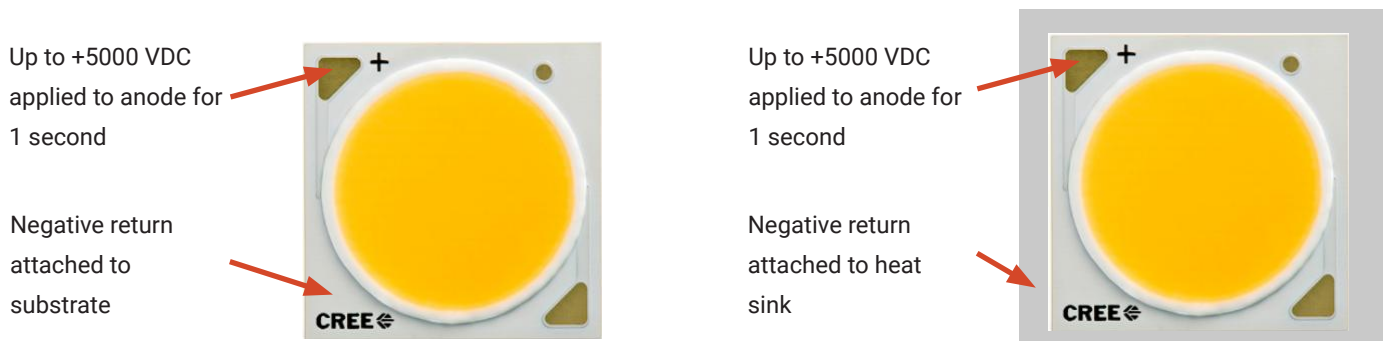 Up to +5000 VDC
applied to anode for
1 second
+
Negative return
attached to
substrate
CREE
Up to +5000 VDC
applied to anode for
1 second
+
Negative return
attached to heat
sink
CREE